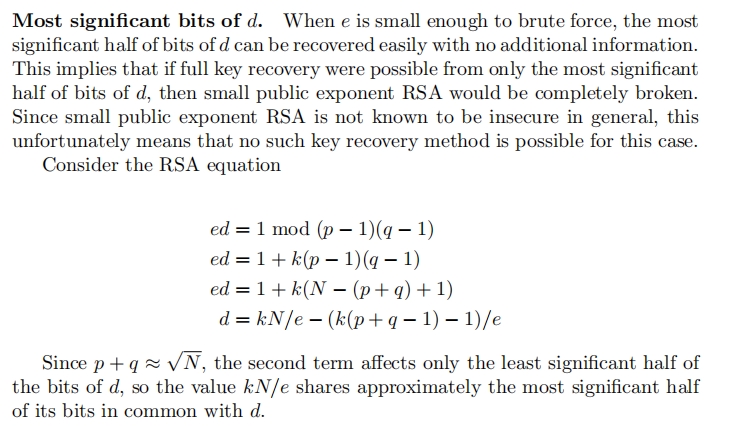 Most significant bits of d. When e is small enough to brute force, the most
significant half of bits of d can be recovered easily with no additional information.
This implies that if full key recovery were possible from only the most significant
half of bits of d, then small public exponent RSA would be completely broken.
Since small public exponent RSA is not known to be insecure in general, this
unfortunately means that no such key recovery method is possible for this case.
Consider the RSA equation
ed = 1 mod (p − 1)(q − 1)
ed = 1 + k(p − 1)(q − 1)
ed = 1 + k(N − (p + q) + 1)
d = kN/e − (k(p + q − 1) − 1)/e
Since p + q ≈ √N, the second term affects only the least significant half of
the bits of d, so the value kN/e shares approximately the most significant half
of its bits in common with d.